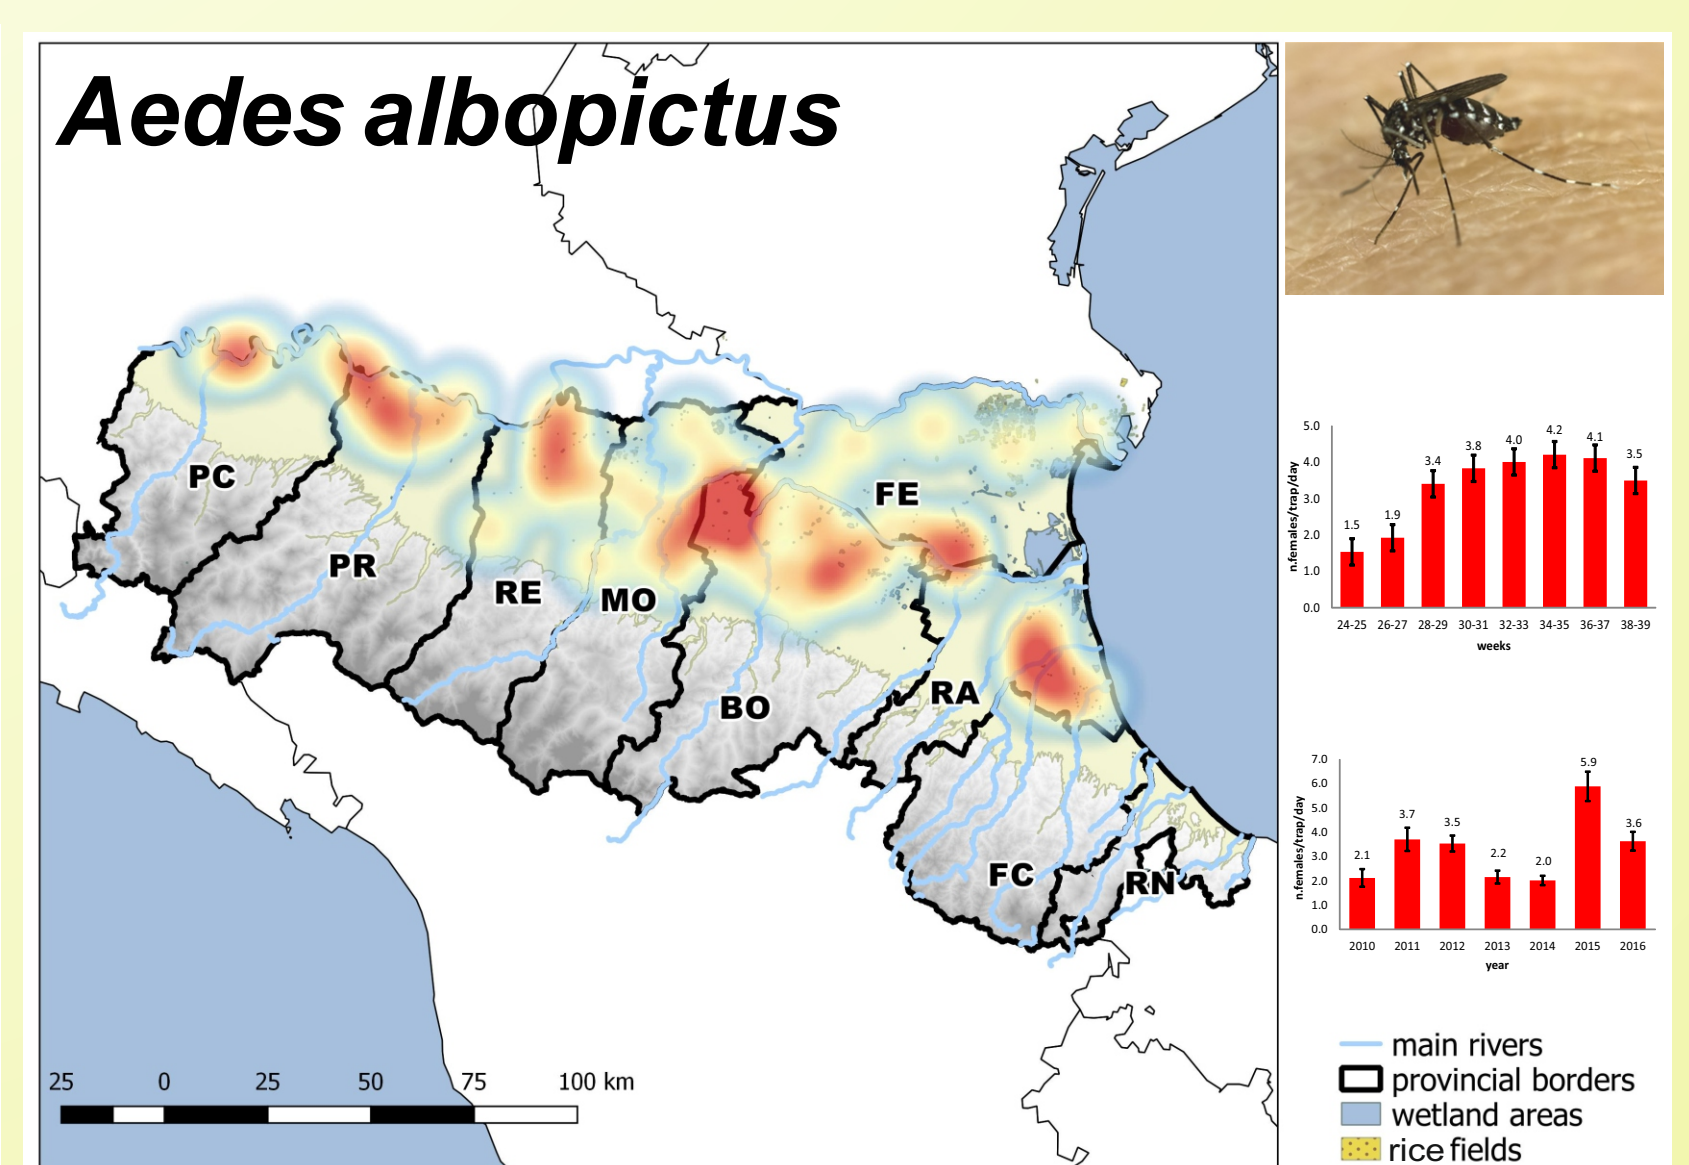 Aedes albopictus
PC
PR
RE
MO
BO
FE
RA
FC
RN
25 0 25 50 75 100 km
n.females/trap/day
5.0
4.0
3.0
2.0
1.0
0.0
1.5
1.9
3.4
3.8
4.0
4.2
4.1
3.5
24-25 26-27 28-29 30-31 32-33 34-35 36-37 38-39
weeks
n.females/trap/day
7.0
6.0
5.0
4.0
3.0
2.0
1.0
0.0
2.1
3.7
3.5
2.2
2.0
5.9
3.6
2010 2011 2012 2013 2014 2015 2016
year
main rivers
provincial borders
wetland areas
rice fields